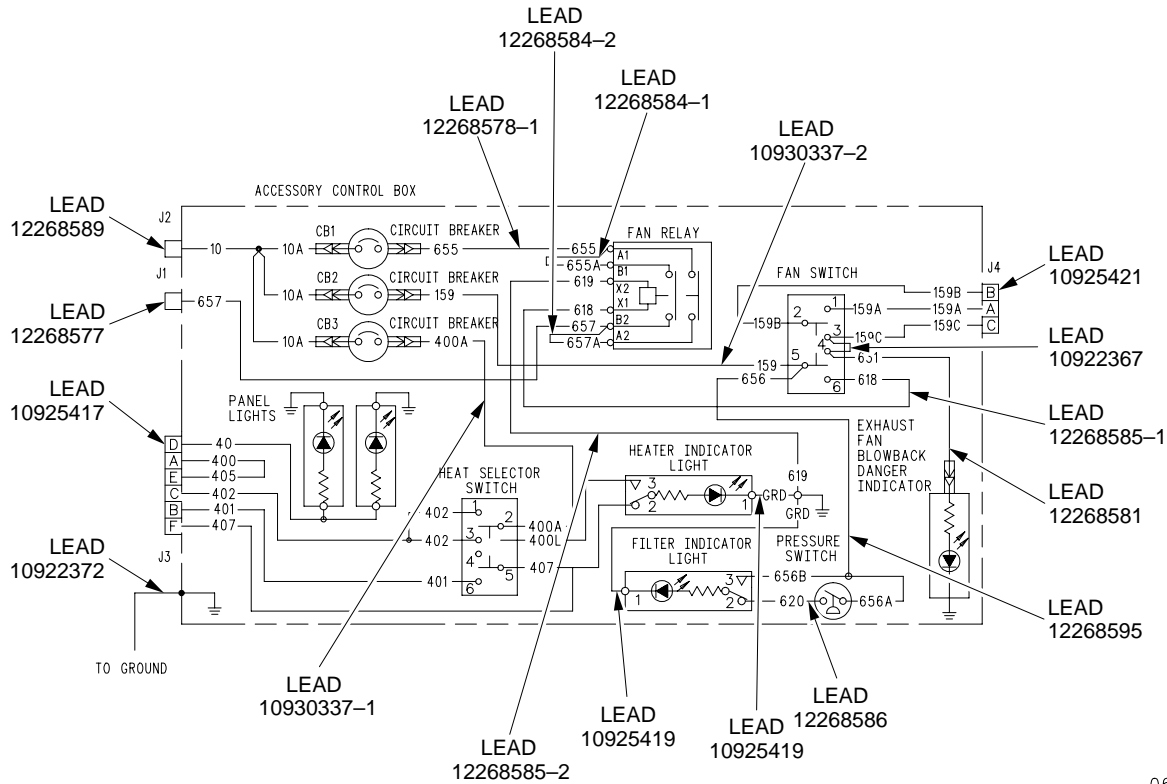 LEAD
12268584–2
LEAD
12268584–1
LEAD
12268578–1
LEAD
10930337–2
ACCESSORY CONTROL BOX
LEAD
12268589
J2
10
10A
CB1
CIRCUIT BREAKER
655
655
FAN RELAY
A1
655A
B1
619
X2
X1
618
B2
657
657A
A2
J1
657
LEAD
12268577
10A
CB2
CIRCUIT BREAKER
159
10A
CB3
CIRCUIT BREAKER
400A
FAN SWITCH
1
159A
2
159B
3
159C
4
631
5
159
656
6
618
J4
159B
B
159A
A
159C
C
LEAD
10925421
LEAD
10922367
LEAD
12268585–1
LEAD
10925417
PANEL
LIGHTS
D
40
A
400
E
405
C
402
B
401
F
407
J3
LEAD
10922372
TO GROUND
HEAT SELECTOR
SWITCH
402
1
2
400A
402
3
400L
4
5
407
401
6
HEATER INDICATOR
LIGHT
3
2
1
GRD
619
GRD
EXHAUST
FAN
BLOWBACK
DANGER
INDICATOR
FILTER INDICATOR
LIGHT
1
3
2
PRESSURE
SWITCH
656B
620
656A
LEAD
12268581
LEAD
12268595
LEAD
10930337–1
LEAD
12268585–2
LEAD
10925419
LEAD
10925419
LEAD
12268586